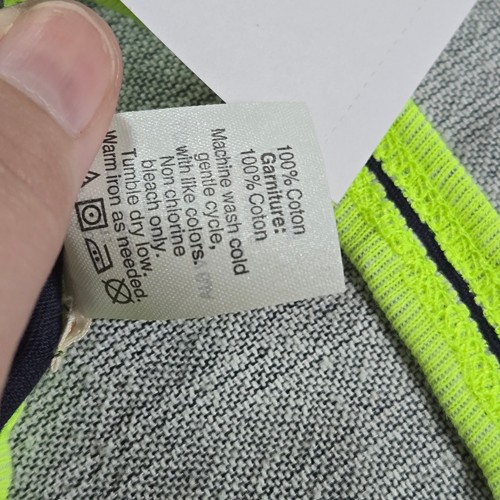 100% Coton
Garniture:
100% Coton
Machine wash cold
gentle cycle,
with like colors.
Non chlorine
bleach only.
Tumble dry low.
Warm iron as needed.